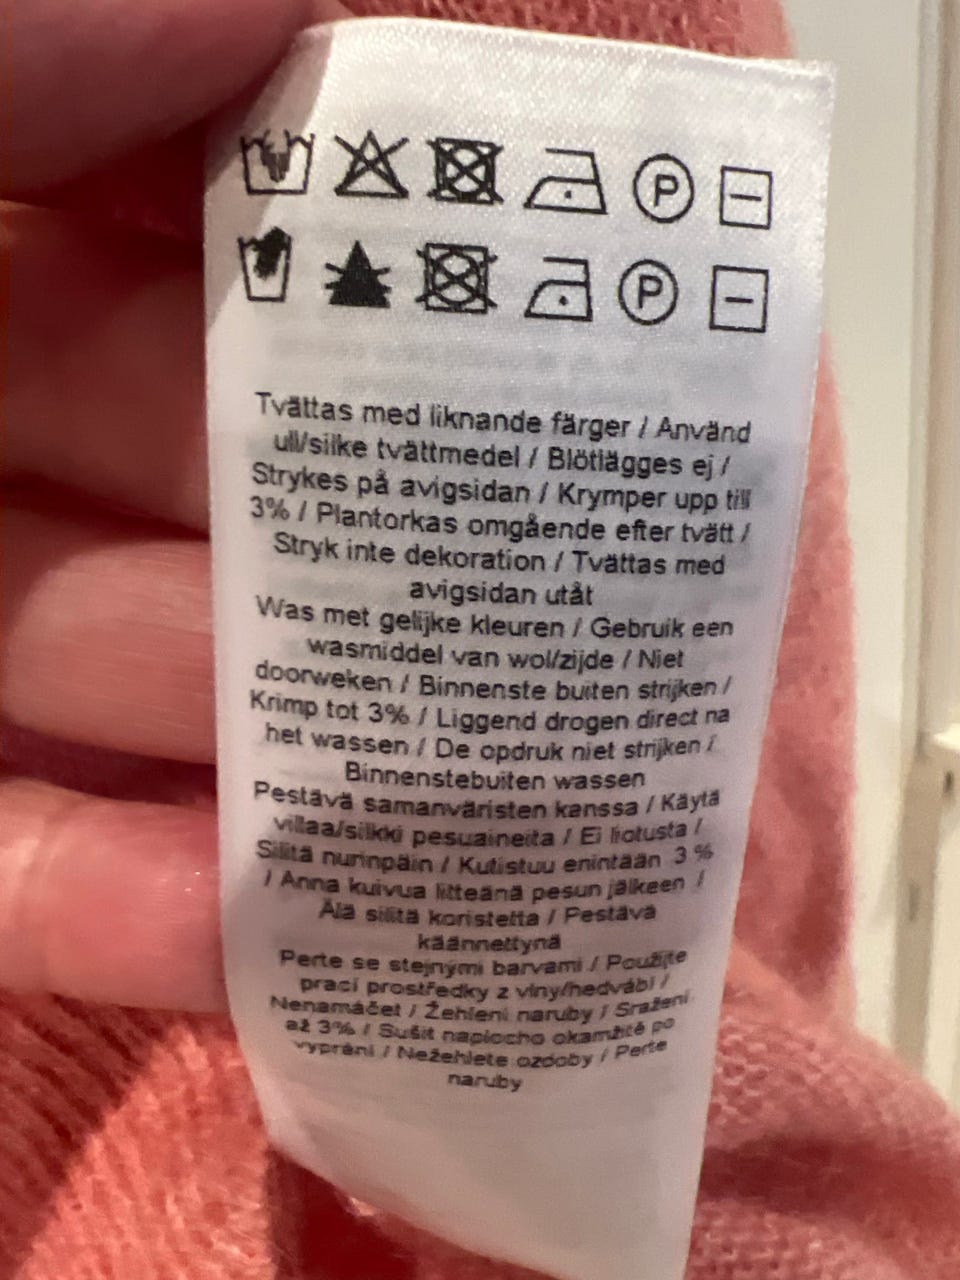 P
P
Tvättas med liknande färger / Använd
ull/silke tvättmedel / Blötlägges ej /
Strykes på avigsidan / Krymper upp till
3% / Plantorkas omgående efter tvätt /
Stryk inte dekoration / Tvättas med
avigsidan utåt
Was met gelijke kleuren / Gebruik een
wasmiddel van wol/zijde / Niet
doorweken / Binnenste buiten strijken /
Krimp tot 3% / Liggend drogen direct na
het wassen / De opdruk niet strijken /
Binnenstebuiten wassen
Pestävä samanväristen kanssa / Käytä
villaa/silkki pesuaineita / Ei liotusta /
Silitä nurinpäin / Kutistuu enintään 3 %
/ Anna kuivua litteänä pesun jälkeen /
Älä silitä koristetta / Pestävä
käännettynä
Perte se stejnými barvami / Použijte
prací prostředky z vlny/hedvábí /
Nenamáčet / Žehlení naruby / Sražení
až 3% / Sušit naplocho okamžitě po
vyprání / Nežehlete ozdoby / Perte
naruby